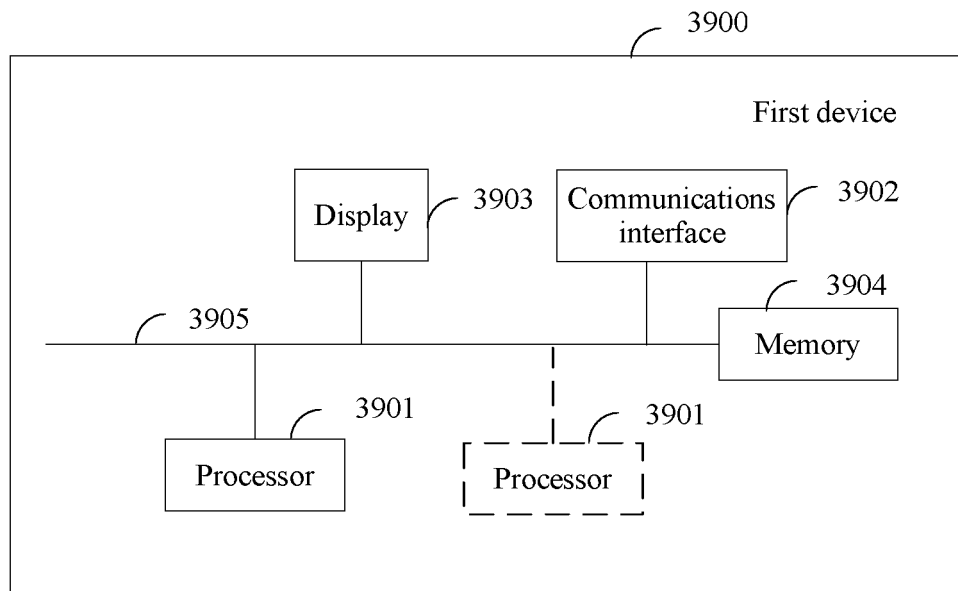 3900
First device
Display
3903
Communications
interface
3902
3904
Memory
3905
3901
Processor
3901
Processor